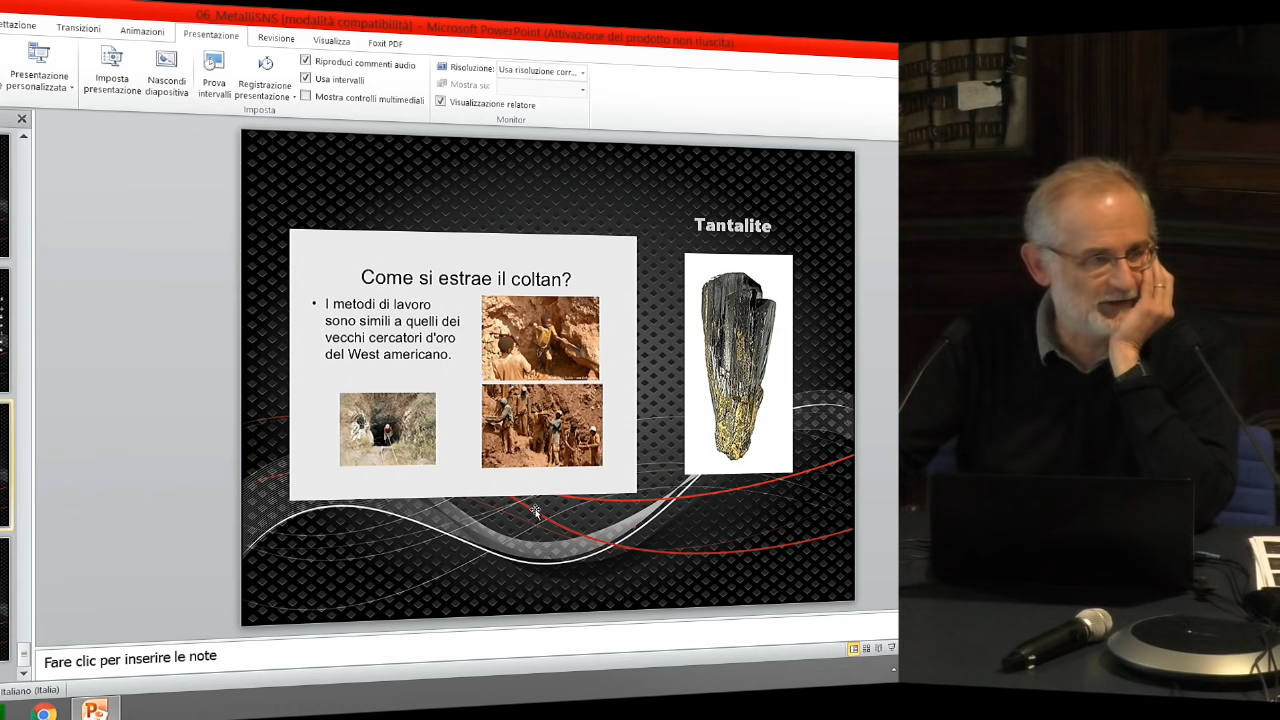 06_MetalliSNS [modalità compatibilità] - Microsoft PowerPoint (Attivazione del prodotto non riuscita)
Transizioni Animazioni Presentazione Revisione Visualizza Foxit PDF
Presentazione
personalizzata
Imposta
presentazione
Nascondi
diapositiva
Prova
intervalli
Registrazione
presentazione
Riproduci commenti audio
Usa intervalli
Mostra controlli multimediali
Imposta
Risoluzione: Usa risoluzione corr...
Mostra su:
Visualizzazione relatore
Monitor
Tantalite
Come si estrae il coltan?
• I metodi di lavoro
sono simili a quelli dei
vecchi cercatori d'oro
del West americano.
Fare clic per inserire le note
Italiano (Italia)